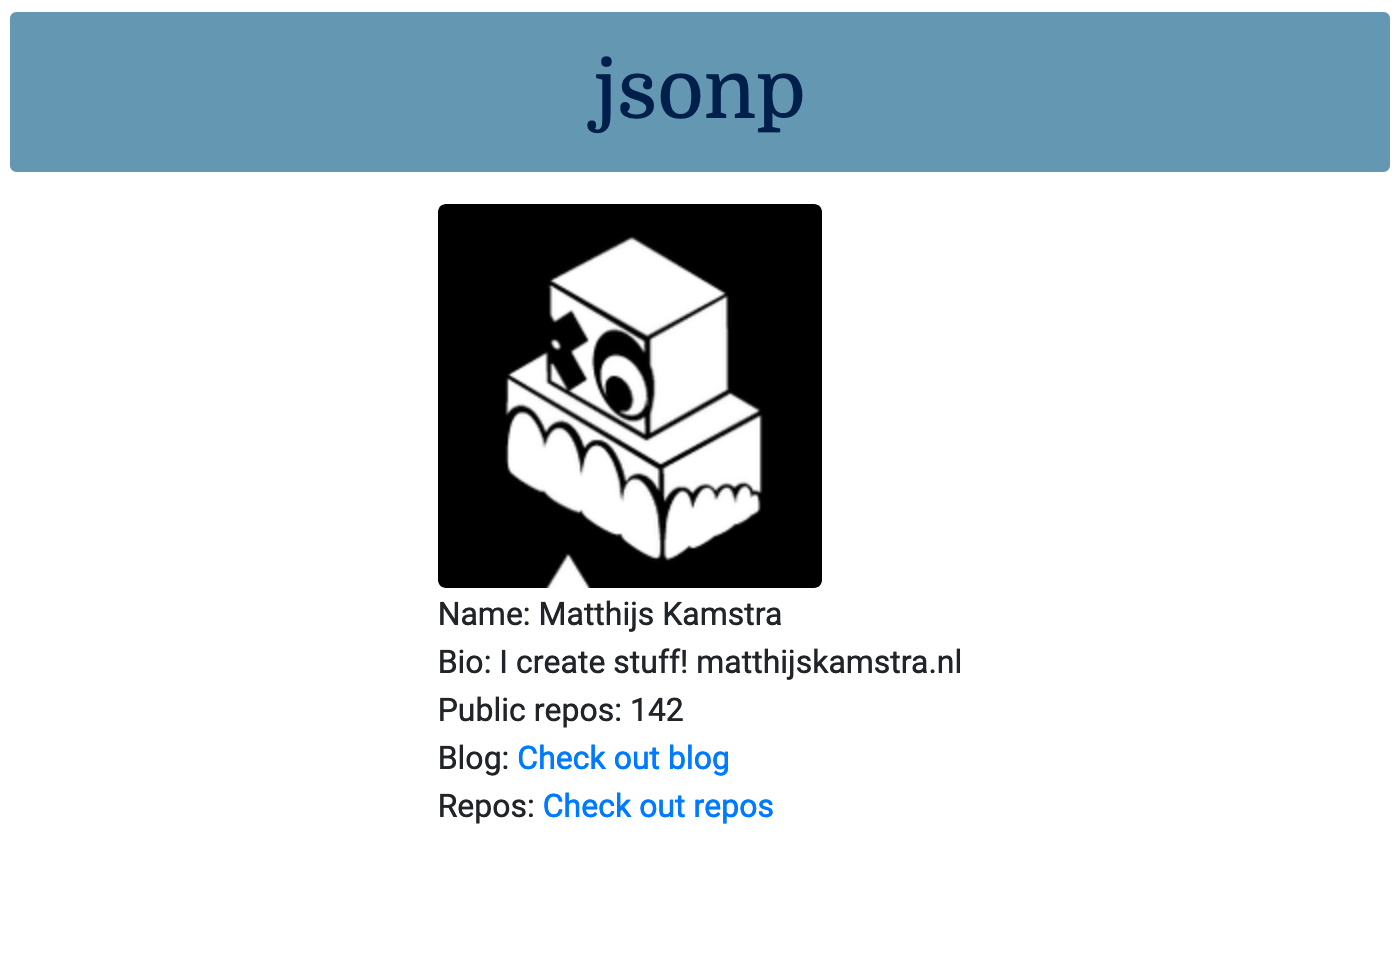 jsonp
Name: Matthijs Kamstra
Bio: I create stuff! matthijskamstra.nl
Public repos: 142
Blog: Check out blog
Repos: Check out repos